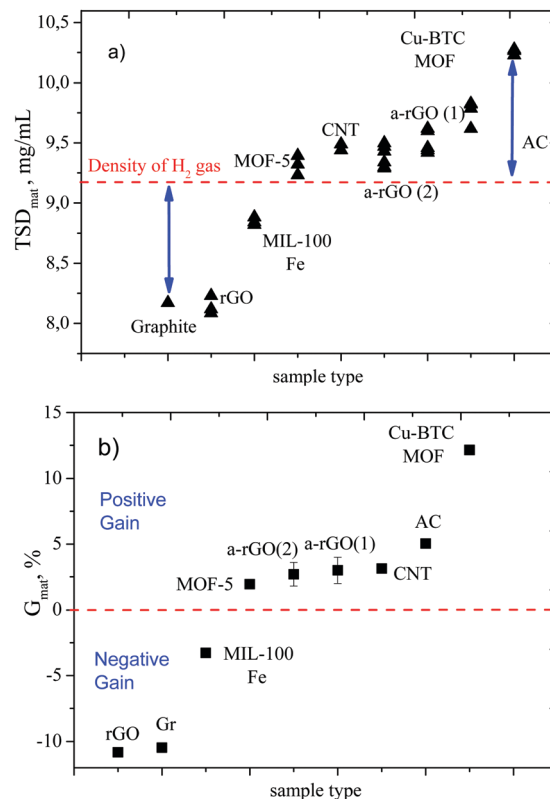 a)
10,5
10,0
9,5
9,0
8,5
8,0
TSD_mat, mg/mL
Density of H₂ gas
Graphite
rGO
MIL-100
Fe
MOF-5
CNT
a-rGO (2)
a-rGO (1)
Cu-BTC
MOF
AC
sample type
b)
15
10
5
0
-5
-10
G_mat, %
Positive
Gain
Negative
Gain
rGO
Gr
MIL-100
Fe
MOF-5
a-rGO(2)
a-rGO(1)
CNT
AC
Cu-BTC
MOF
sample type